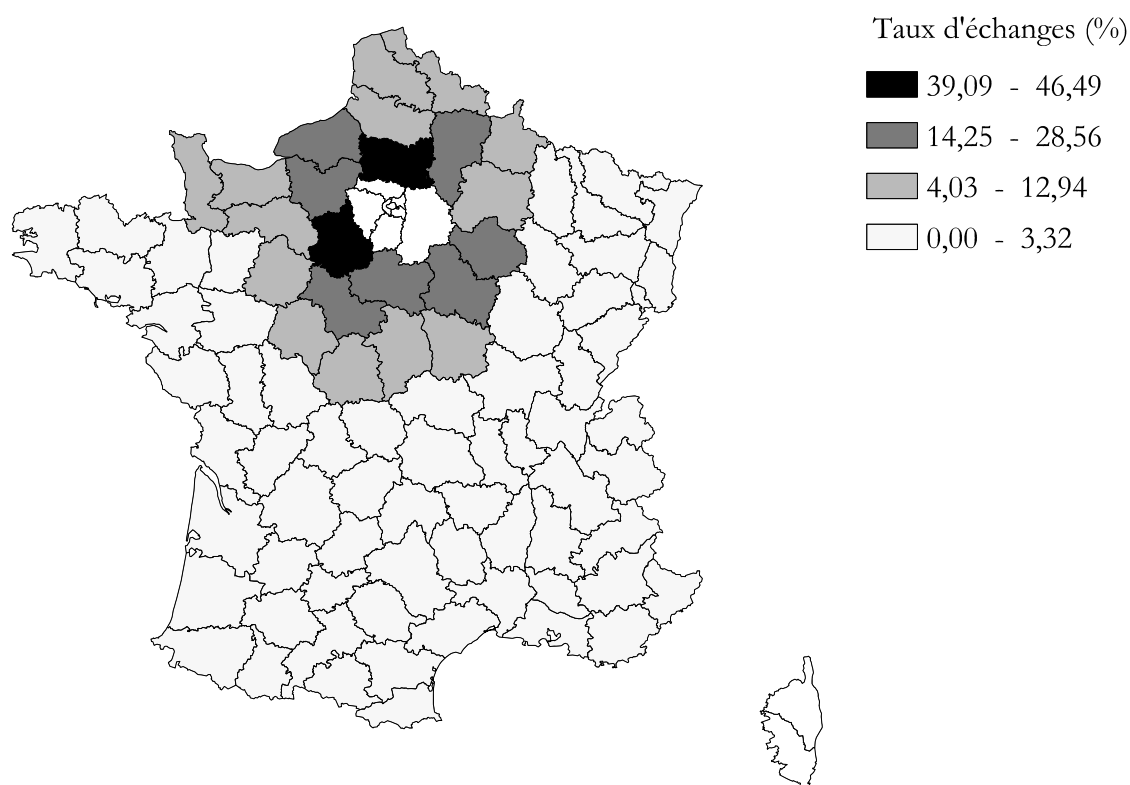 Taux d'échanges (%)
39,09 - 46,49
14,25 - 28,56
4,03 - 12,94
0,00 - 3,32